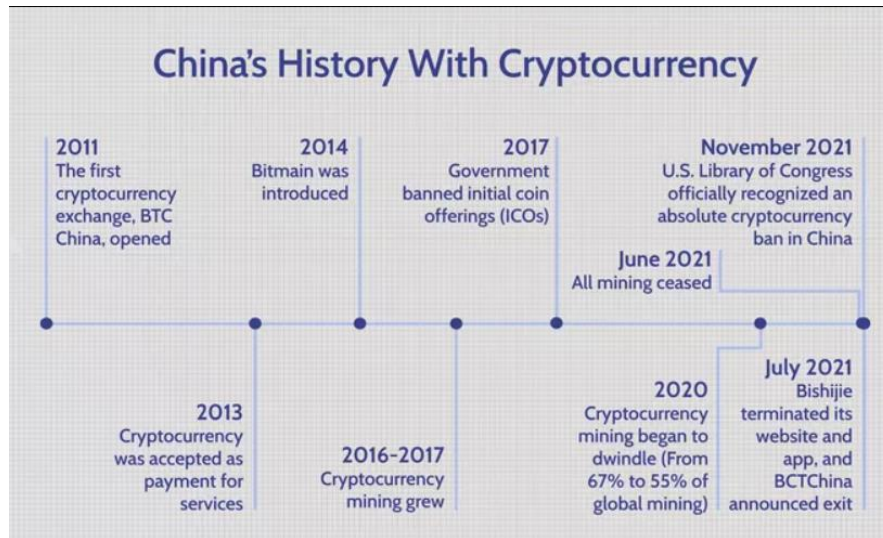 China's History With Cryptocurrency
2011
The first
cryptocurrency
exchange, BTC
China, opened
2013
Cryptocurrency
was accepted as
payment for
services
2014
Bitmain was
introduced
2016-2017
Cryptocurrency
mining grew
2017
Government
banned initial coin
offerings (ICOs)
2020
Cryptocurrency
mining began to
dwindle (From
67% to 55% of
global mining)
June 2021
All mining ceased
July 2021
Bishijie
terminated its
website and
app, and
BCTChina
announced exit
November 2021
U.S. Library of Congress
officially recognized an
absolute cryptocurrency
ban in China